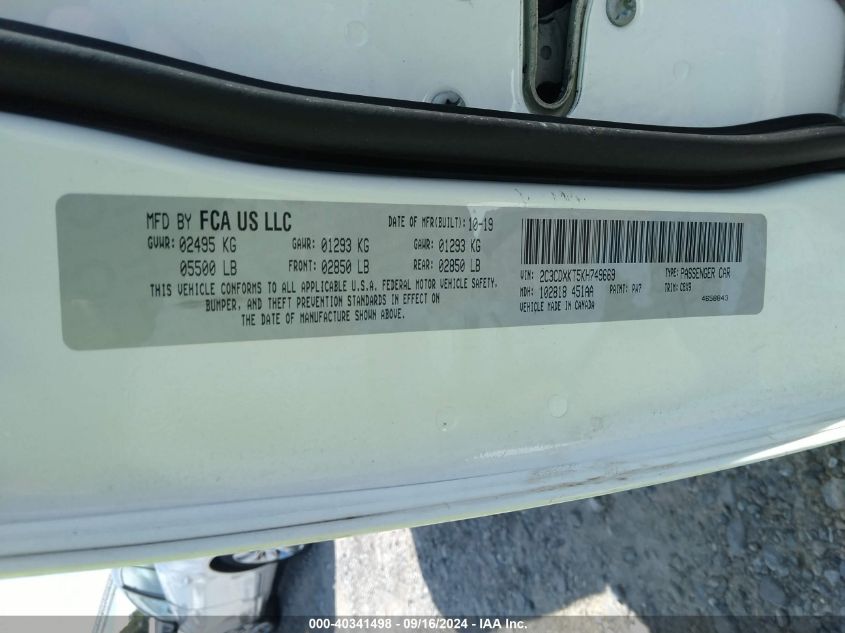 MFD BY FCA US LLC
DATE OF MFR(BUILT): 10-19
GVWR: 02495 KG GAWR: 01293 KG GAWR: 01293 KG
05500 LB FRONT: 02850 LB REAR: 02850 LB
THIS VEHICLE CONFORMS TO ALL APPLICABLE U.S.A. FEDERAL MOTOR VEHICLE SAFETY,
BUMPER, AND THEFT PREVENTION STANDARDS IN EFFECT ON
THE DATE OF MANUFACTURE SHOWN ABOVE.
VIN: 2C3CDXKT5KH749669 TYPE: PASSENGER CAR
MDH: 102818 451AA PAINT: PW7 TRIM: C8X9
VEHICLE MADE IN CANADA 4658843
000-40341498 - 09/16/2024 - IAA Inc.